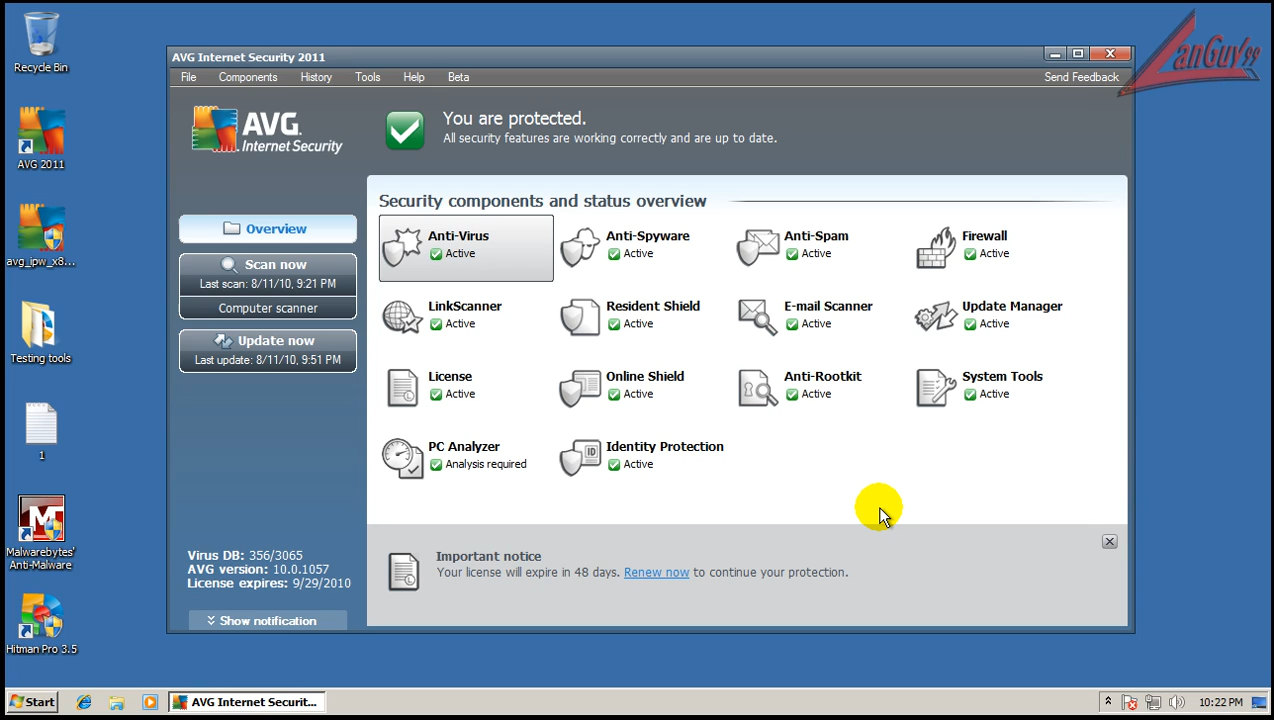 Recycle Bin
AVG 2011
avg_ipw_x8...
Testing tools
1
Malwarebytes'
Anti-Malware
Hitman Pro 3.5
AVG Internet Security 2011
File Components History Tools Help Beta Send Feedback
AVG.
Internet Security
You are protected.
All security features are working correctly and are up to date.
Overview
Scan now
Last scan: 8/11/10, 9:21 PM
Computer scanner
Update now
Last update: 8/11/10, 9:51 PM
Virus DB: 356/3065
AVG version: 10.0.1057
License expires: 9/29/2010
Show notification
Security components and status overview
Anti-Virus
Active
Anti-Spyware
Active
Anti-Spam
Active
Firewall
Active
LinkScanner
Active
Resident Shield
Active
E-mail Scanner
Active
Update Manager
Active
License
Active
Online Shield
Active
Anti-Rootkit
Active
System Tools
Active
PC Analyzer
Analysis required
Identity Protection
Active
Important notice
Your license will expire in 48 days. Renew now to continue your protection.
LanGuy99
Start AVG Internet Securit... 10:22 PM